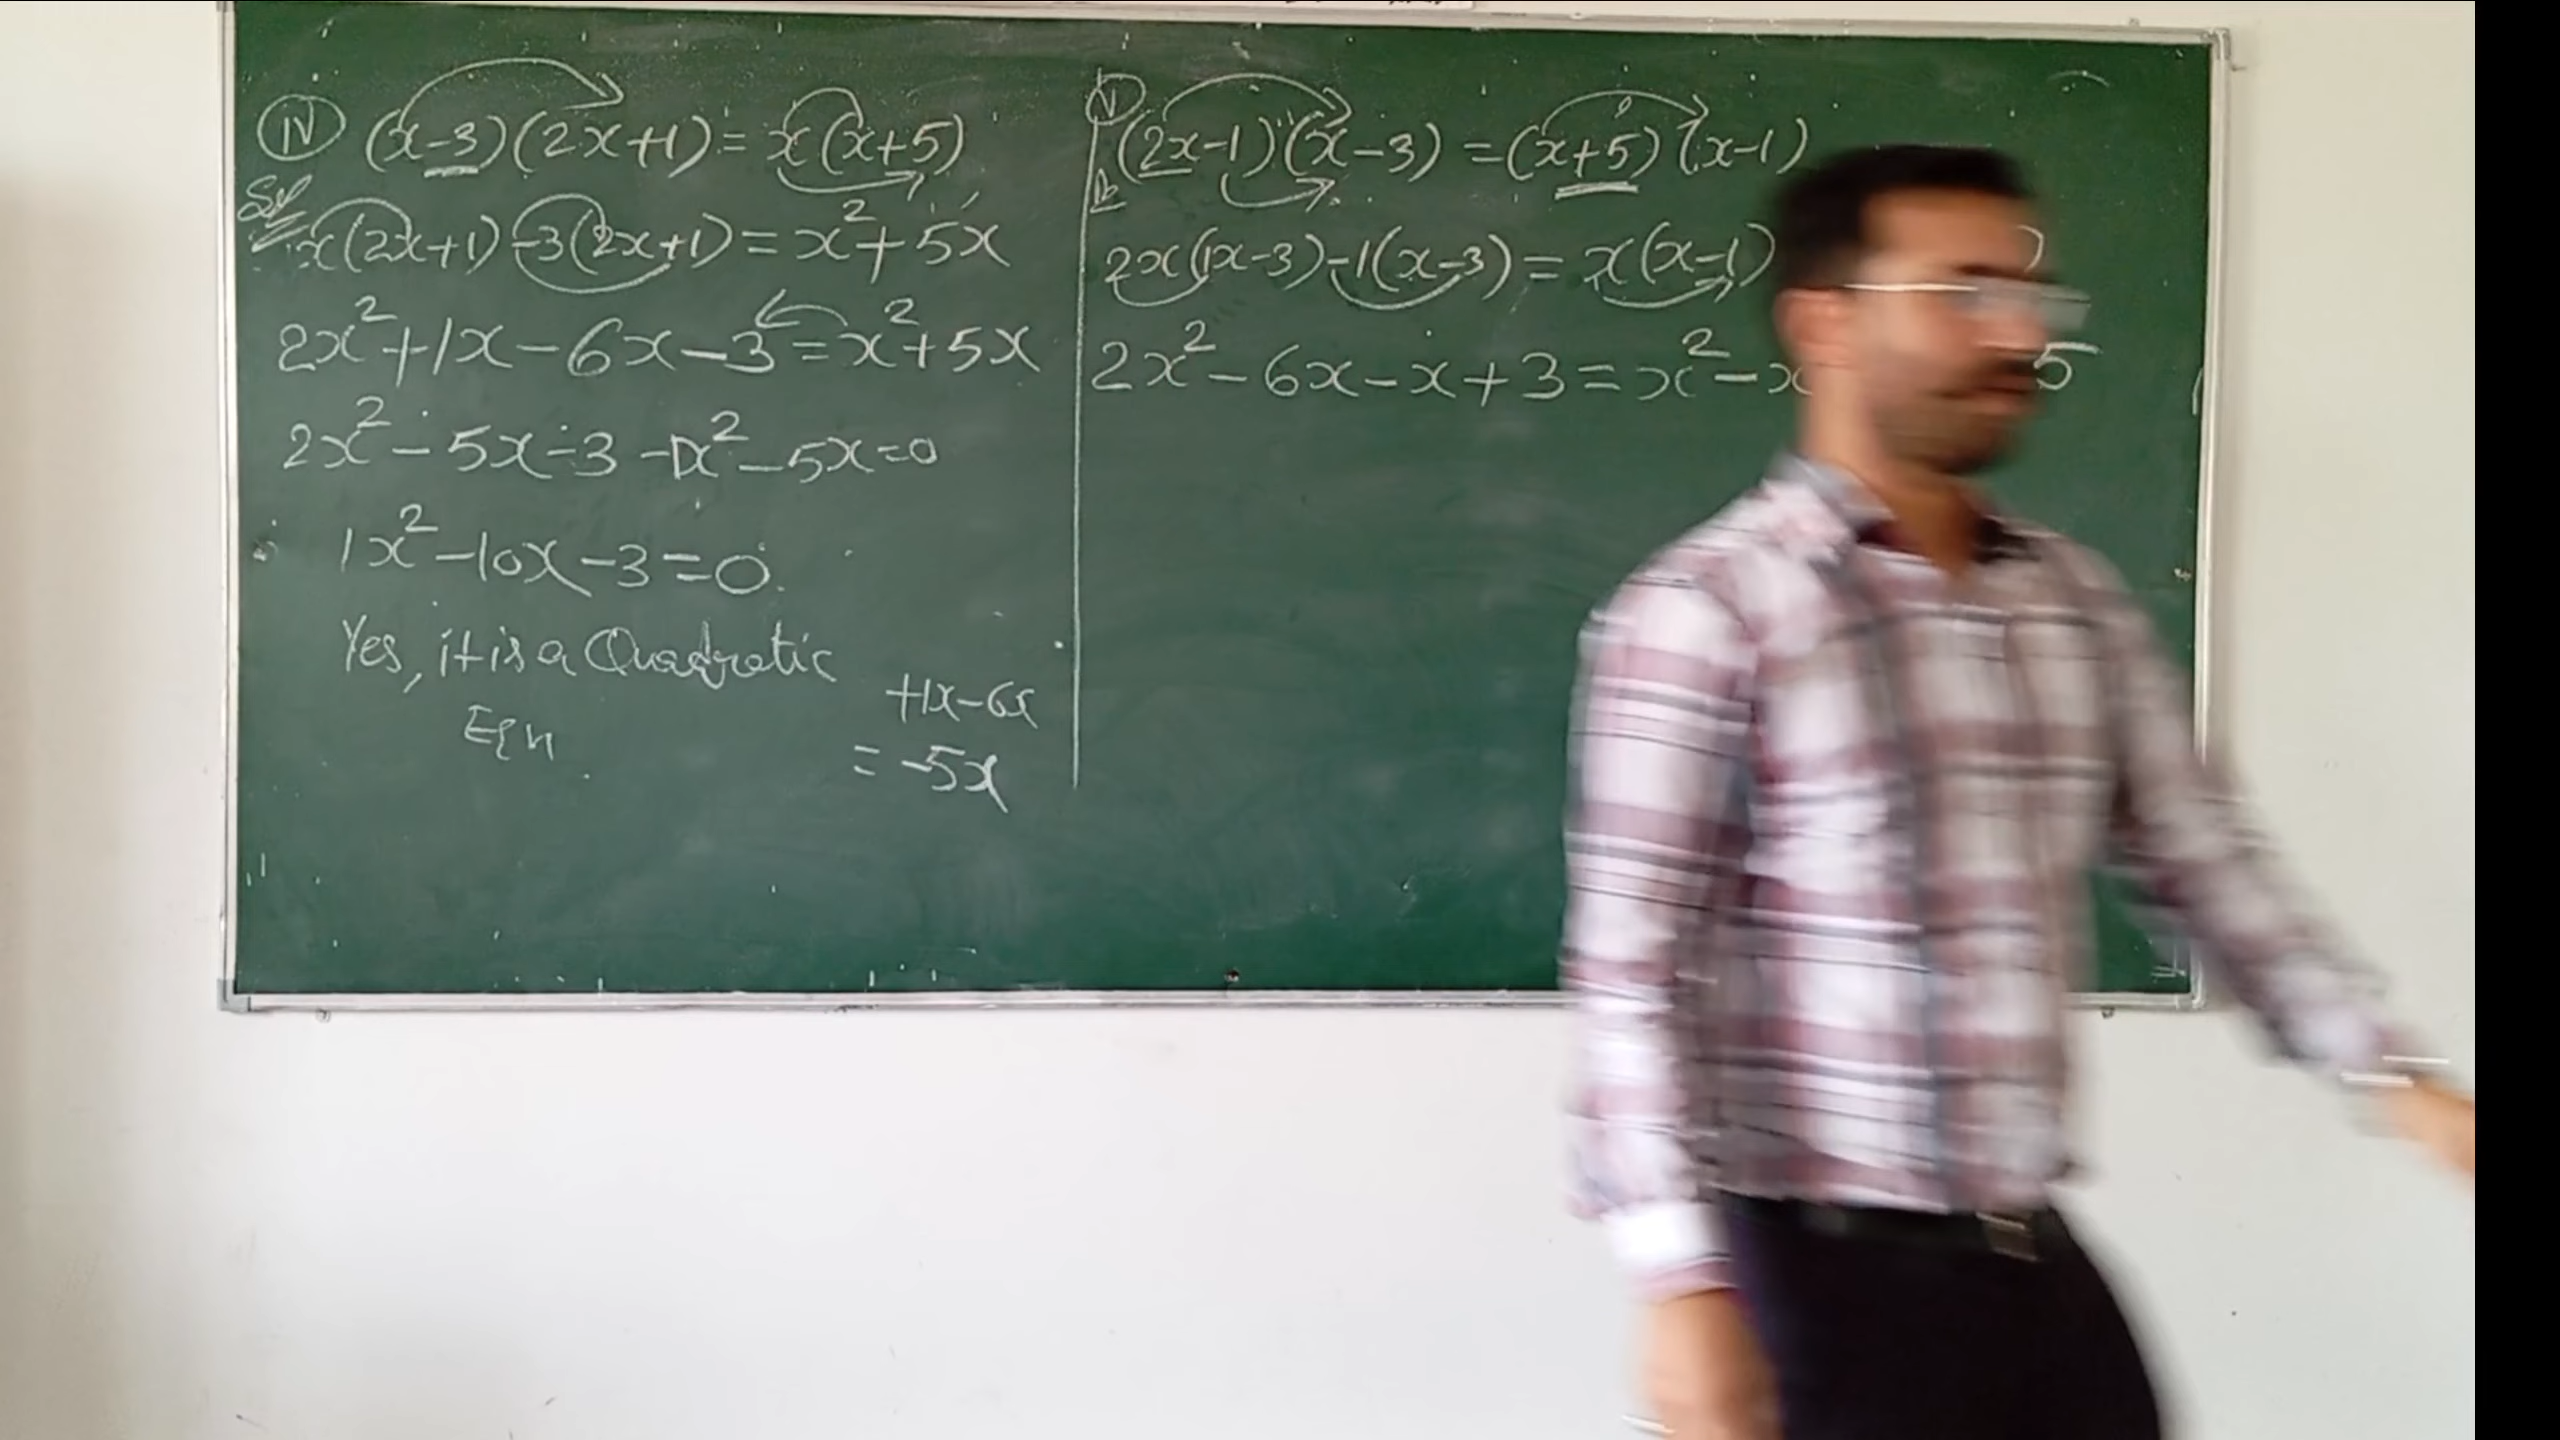 (iv) (x-3)(2x+1) = x(x+5)
Sol
x(2x+1) -3(2x+1) = x² + 5x
2x² + 1x - 6x - 3 = x² + 5x
2x² - 5x - 3 - 1x² - 5x = 0
1x² - 10x - 3 = 0.
Yes, it is a Quadratic
Eqn.
+1x - 6x
= -5x
(v) (2x-1)(x-3) = (x+5)(x-1)
2x(1x-3) -1(x-3) = x(x-1) )
2x² - 6x - x + 3 = x² - x 5